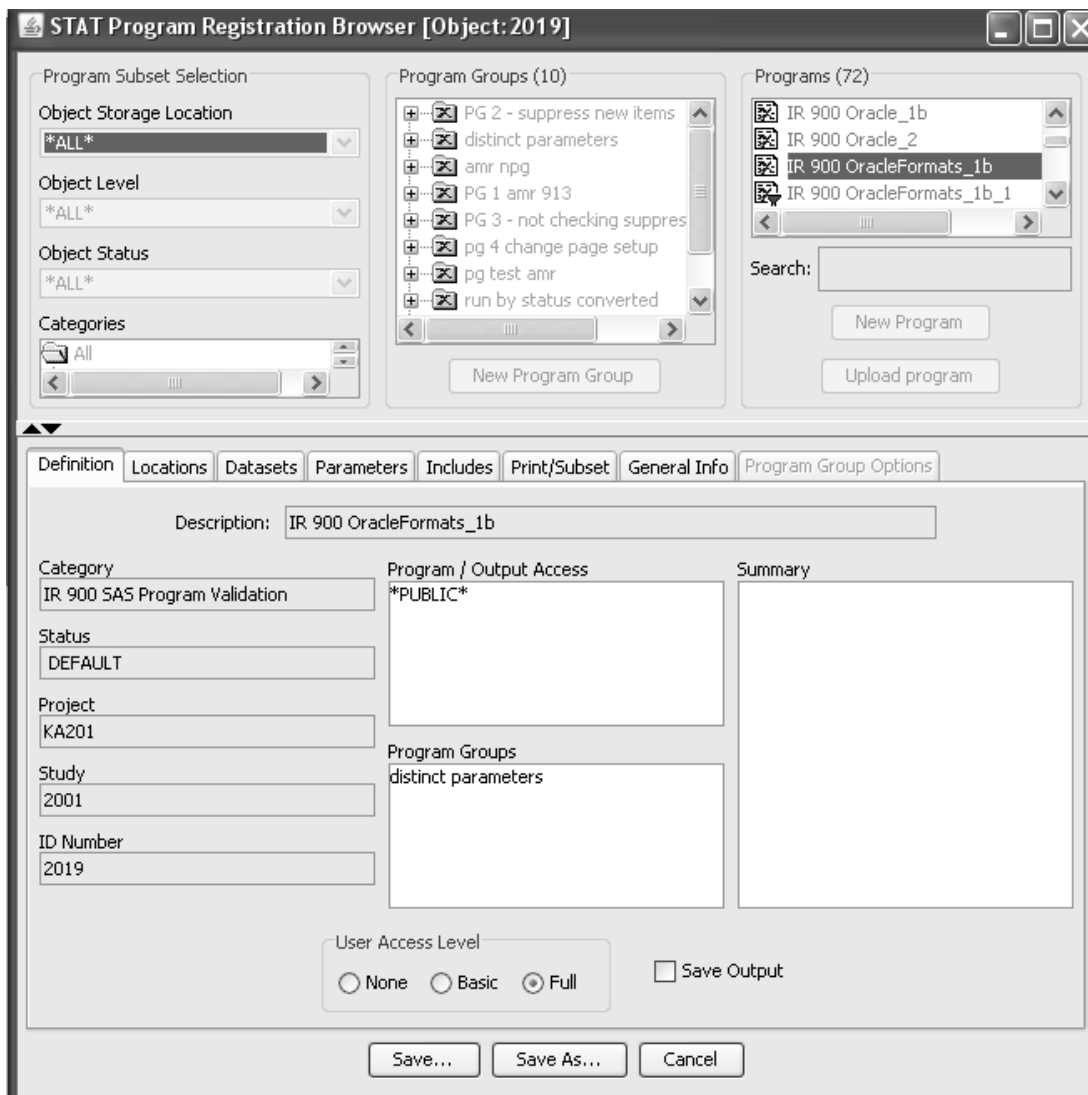 STAT Program Registration Browser [Object:2019]
Program Subset Selection
Object Storage Location
*ALL*
Object Level
*ALL*
Object Status
*ALL*
Categories
All
Program Groups (10)
PG 2 - suppress new items
distinct parameters
amr npg
PG 1 amr 913
PG 3 - not checking suppres
pg 4 change page setup
pg test amr
run by status converted
New Program Group
Programs (72)
IR 900 Oracle_1b
IR 900 Oracle_2
IR 900 OracleFormats_1b
IR 900 OracleFormats_1b_1
Search:
New Program
Upload program
Definition Locations Datasets Parameters Includes Print/Subset General Info Program Group Options
Description: IR 900 OracleFormats_1b
Category
IR 900 SAS Program Validation
Status
DEFAULT
Project
KA201
Study
2001
ID Number
2019
Program / Output Access
*PUBLIC*
Program Groups
distinct parameters
Summary
User Access Level
None Basic Full
Save Output
Save... Save As... Cancel